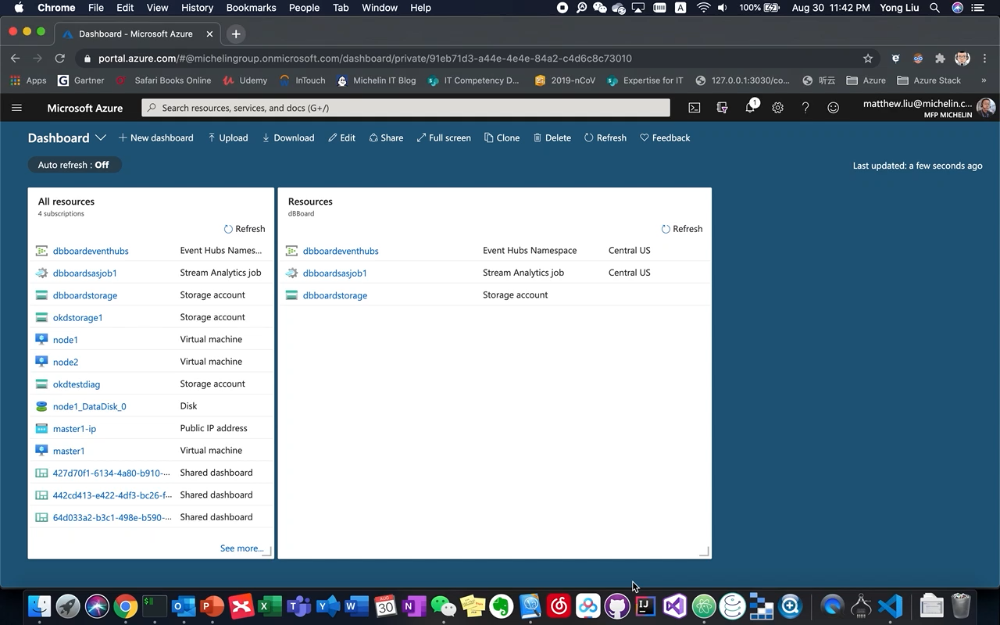 Chrome File Edit View History Bookmarks People Tab Window Help A 100% Aug 30 11:42 PM Yong Liu
Dashboard - Microsoft Azure
portal.azure.com/#@michelingroup.onmicrosoft.com/dashboard/private/91eb71d3-a44e-4e4e-84a2-c4d6c8c73010
Apps Gartner Safari Books Online Udemy InTouch Michelin IT Blog IT Competency D... 2019-nCoV Expertise for IT 127.0.0.1:3030/co... 听云 Azure Azure Stack »
Microsoft Azure Search resources, services, and docs (G+/) 1 matthew.liu@michelin.c...
MFP MICHELIN
Dashboard New dashboard Upload Download Edit Share Full screen Clone Delete Refresh Feedback
Auto refresh : Off Last updated: a few seconds ago
All resources
4 subscriptions
Refresh
dbboardeventhubs Event Hubs Names...
dbboardsasjob1 Stream Analytics job
dbboardstorage Storage account
okdstorage1 Storage account
node1 Virtual machine
node2 Virtual machine
okdtestdiag Storage account
node1_DataDisk_0 Disk
master1-ip Public IP address
master1 Virtual machine
427d70f1-6134-4a80-b910-... Shared dashboard
442cd413-e422-4df3-bc26-f... Shared dashboard
64d033a2-b3c1-498e-b590-... Shared dashboard
See more...
Resources
dBBoard
Refresh
dbboardeventhubs Event Hubs Namespace Central US
dbboardsasjob1 Stream Analytics job Central US
dbboardstorage Storage account
AUG
30